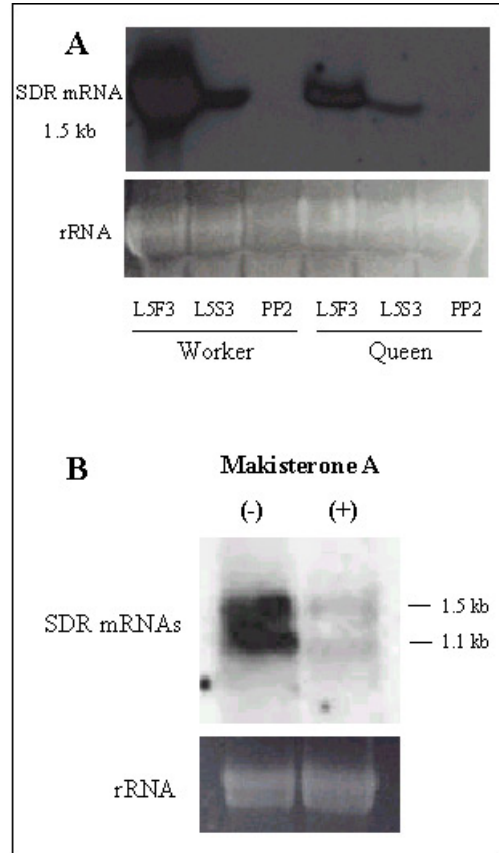 A
SDR mRNA
1.5 kb
rRNA
L5F3 L5S3 PP2 L5F3 L5S3 PP2
Worker Queen
B
Makisterone A
(-) (+)
SDR mRNAs
1.5 kb
1.1 kb
rRNA